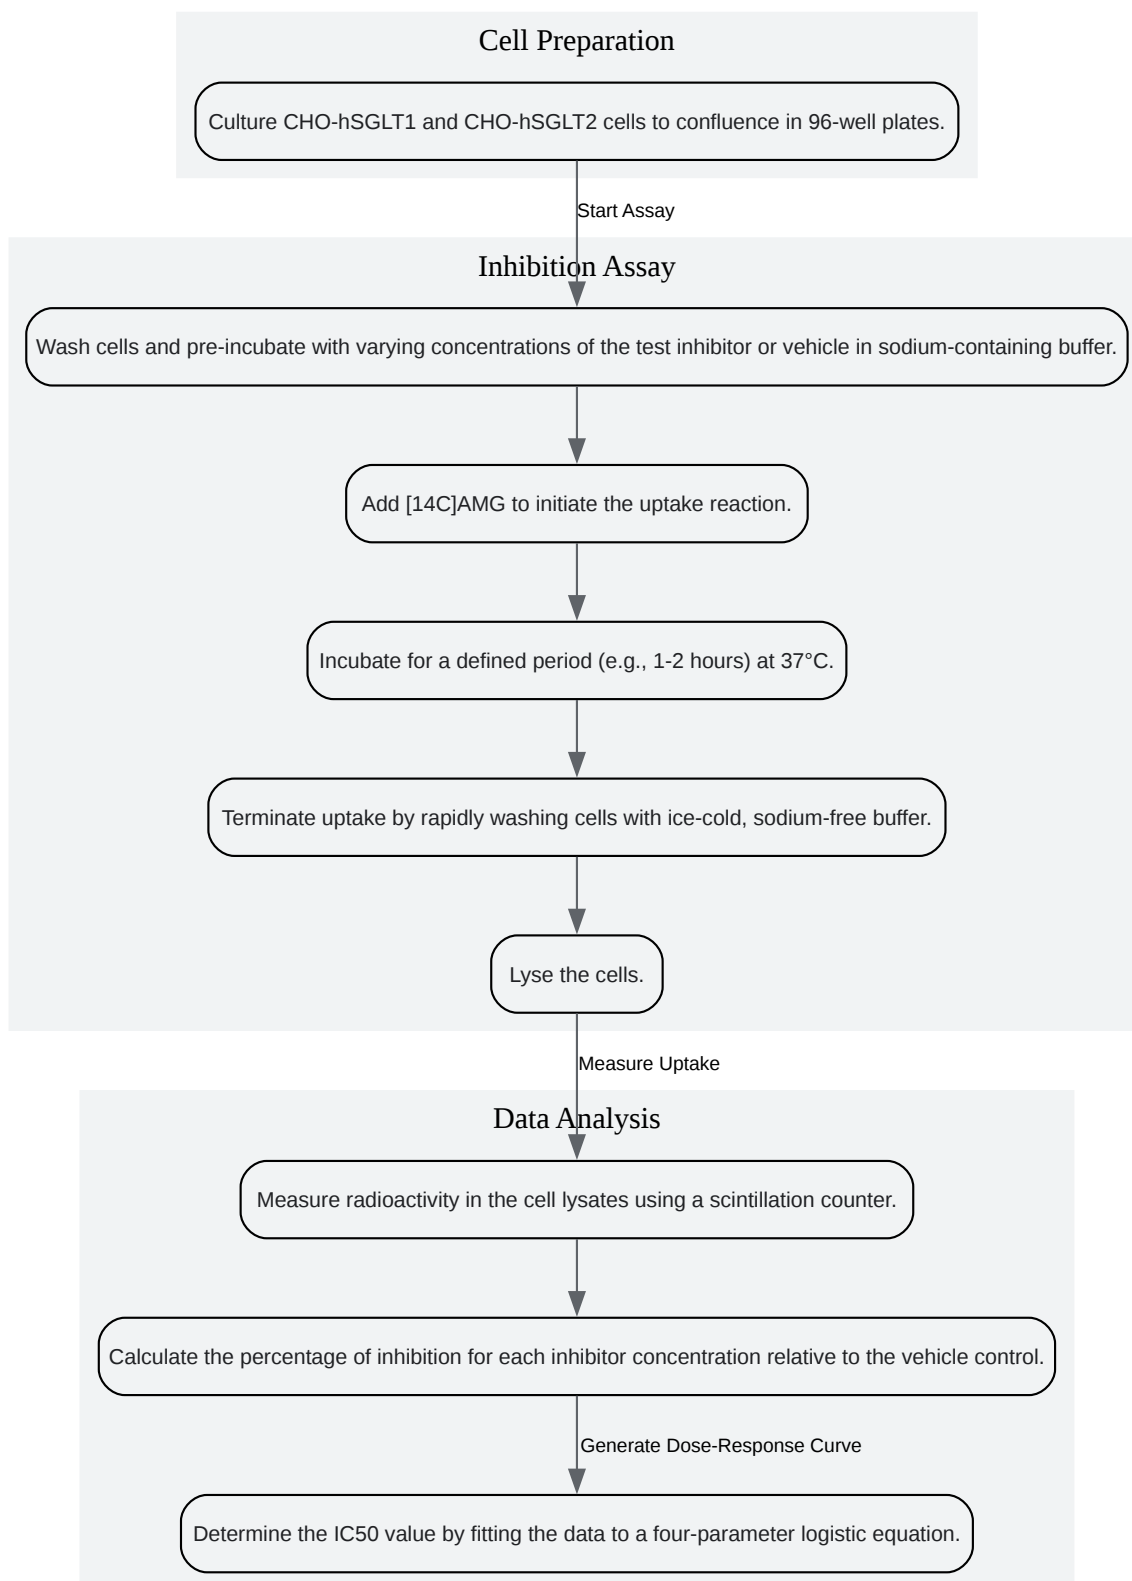 Cell Preparation
Culture CHO-hSGLT1 and CHO-hSGLT2 cells to confluence in 96-well plates.
Start Assay
Inhibition Assay
Wash cells and pre-incubate with varying concentrations of the test inhibitor or vehicle in sodium-containing buffer.
Add [14C]AMG to initiate the uptake reaction.
Incubate for a defined period (e.g., 1-2 hours) at 37°C.
Terminate uptake by rapidly washing cells with ice-cold, sodium-free buffer.
Lyse the cells.
Measure Uptake
Data Analysis
Measure radioactivity in the cell lysates using a scintillation counter.
Calculate the percentage of inhibition for each inhibitor concentration relative to the vehicle control.
Generate Dose-Response Curve
Determine the IC50 value by fitting the data to a four-parameter logistic equation.